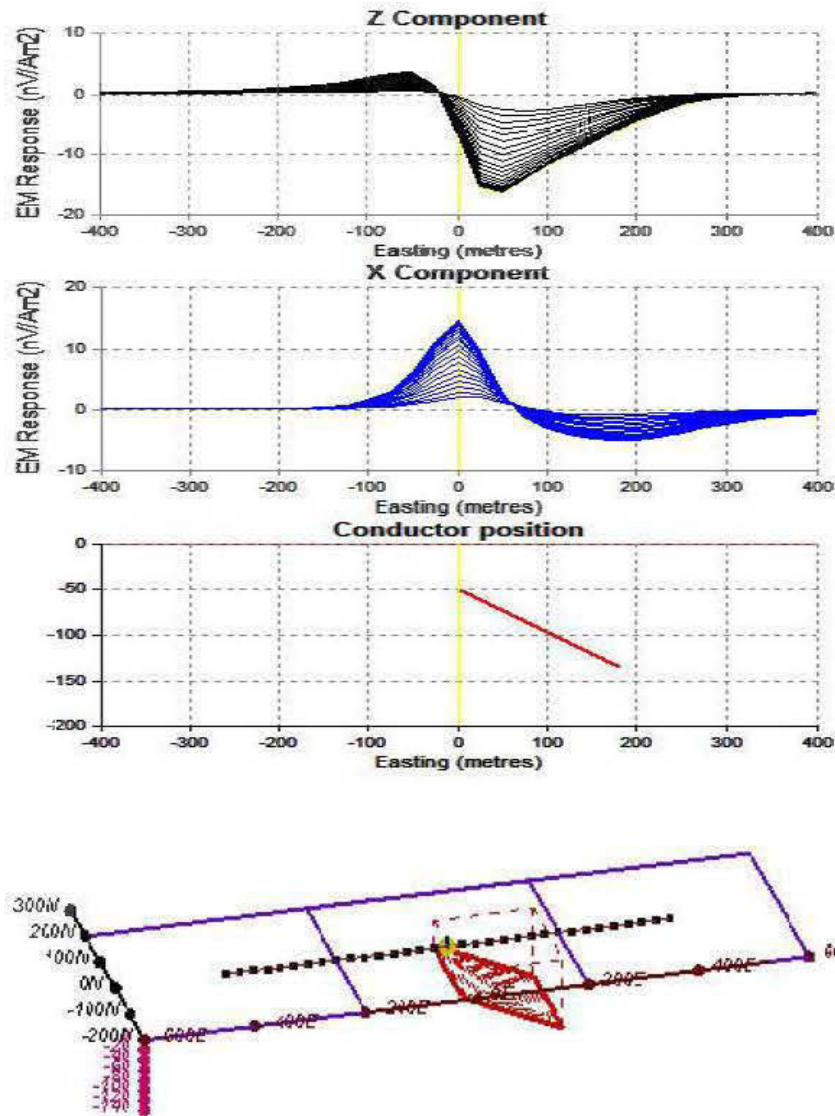 Z Component
EM Response (nV/Am2)
10
0
-10
-20
-400 -300 -200 -100 0 100 200 300 400
Easting (metres)
X Component
EM Response (nV/Am2)
20
10
0
-10
-400 -300 -200 -100 0 100 200 300 400
Easting (metres)
Conductor position
0
-50
-100
-150
-200
-400 -300 -200 -100 0 100 200 300 400
Easting (metres)
300N
200N
100N
0N
-100N
-200N
-600E
-400E
-200E
0E
200E
400E